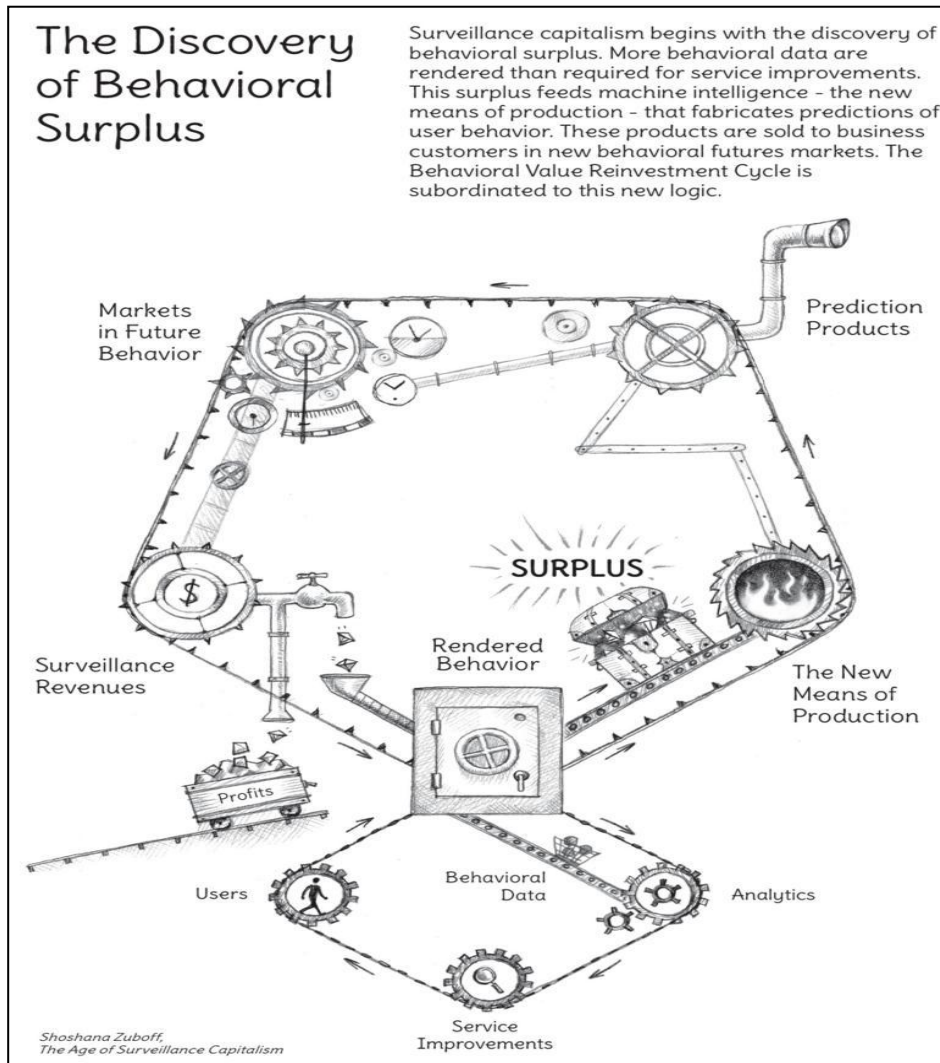 The Discovery
of Behavioral
Surplus
Surveillance capitalism begins with the discovery of
behavioral surplus. More behavioral data are
rendered than required for service improvements.
This surplus feeds machine intelligence - the new
means of production - that fabricates predictions of
user behavior. These products are sold to business
customers in new behavioral futures markets. The
Behavioral Value Reinvestment Cycle is
subordinated to this new logic.
Markets
in Future
Behavior
Prediction
Products
SURPLUS
$
Surveillance
Revenues
Rendered
Behavior
The New
Means of
Production
Profits
Users
Behavioral
Data
Analytics
Service
Improvements
Shoshana Zuboff,
The Age of Surveillance Capitalism